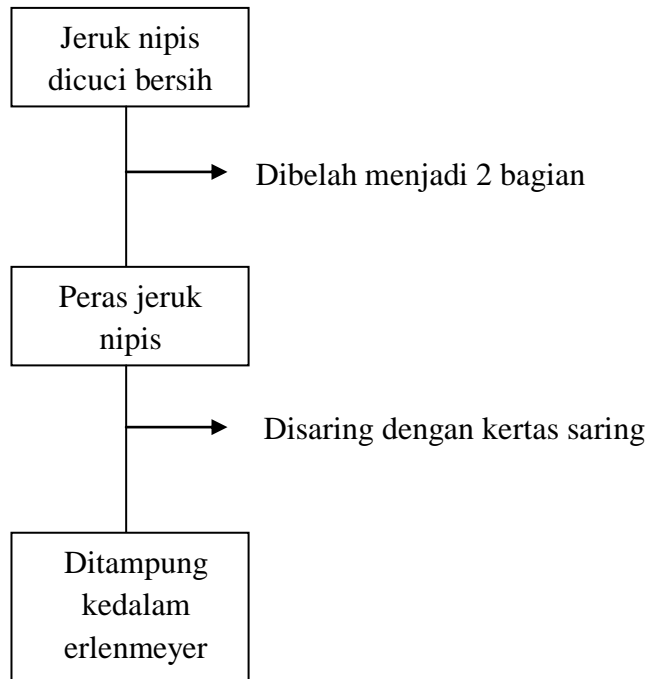 Jeruk nipis
dicuci bersih
Dibelah menjadi 2 bagian
Peras jeruk
nipis
Disaring dengan kertas saring
Ditampung
kedalam
erlenmeyer